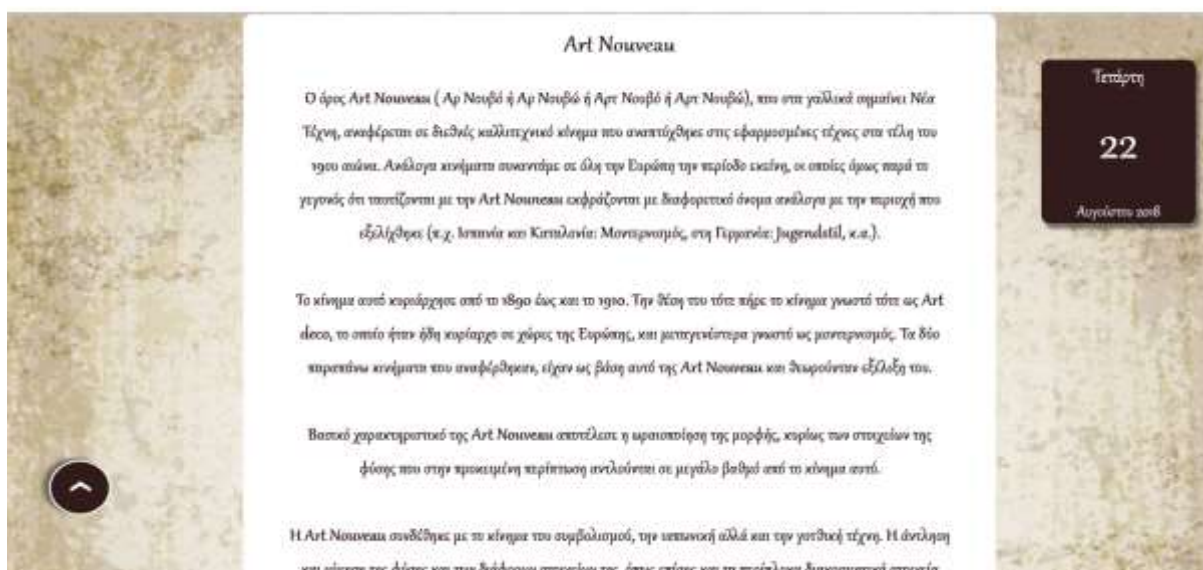 Art Nouveau
Ο όρος Art Nouveau ( Αρ Νουβό ή Αρ Νουβώ ή Αρτ Νουβό ή Αρτ Νουβώ), που στα γαλλικά σημαίνει Νέα
Τέχνη, αναφέρεται σε διεθνές καλλιτεχνικό κίνημα που αναπτύχθηκε στις εφαρμοσμένες τέχνες στα τέλη του
19ου αιώνα. Ανάλογα κινήματα συναντάμε σε όλη την Ευρώπη την περίοδο εκείνη, οι οποίες όμως παρά το
γεγονός ότι ταυτίζονται με την Art Nouveau εκφράζονται με διαφορετικό όνομα ανάλογα με την περιοχή που
εξελίχθηκε (π.χ. Ισπανία και Καταλονία: Μοντερνισμός, στη Γερμανία: Jugendstil, κ.α.).
Το κίνημα αυτό κυριάρχησε από το 1890 έως και το 1910. Την θέση του τότε πήρε το κίνημα γνωστό τότε ως Art
deco, το οποίο ήταν ήδη κυρίαρχο σε χώρες της Ευρώπης, και μεταγενέστερα γνωστό ως μοντερνισμός. Τα δύο
παραπάνω κινήματα που αναφέρθηκαν, είχαν ως βάση αυτό της Art Nouveau και θεωρούνταν εξέλιξη του.
Βασικό χαρακτηριστικό της Art Nouveau αποτέλεσε η ωραιοποίηση της μορφής, κυρίως των στοιχείων της
φύσης που στην προκειμένη περίπτωση αντλούνται σε μεγάλο βαθμό από το κίνημα αυτό.
Η Art Nouveau συνδέθηκε με το κίνημα του συμβολισμού, την ιαπωνική αλλά και την γοτθική τέχνη. Η άντληση
Τετάρτη
22
Αυγούστου 2018